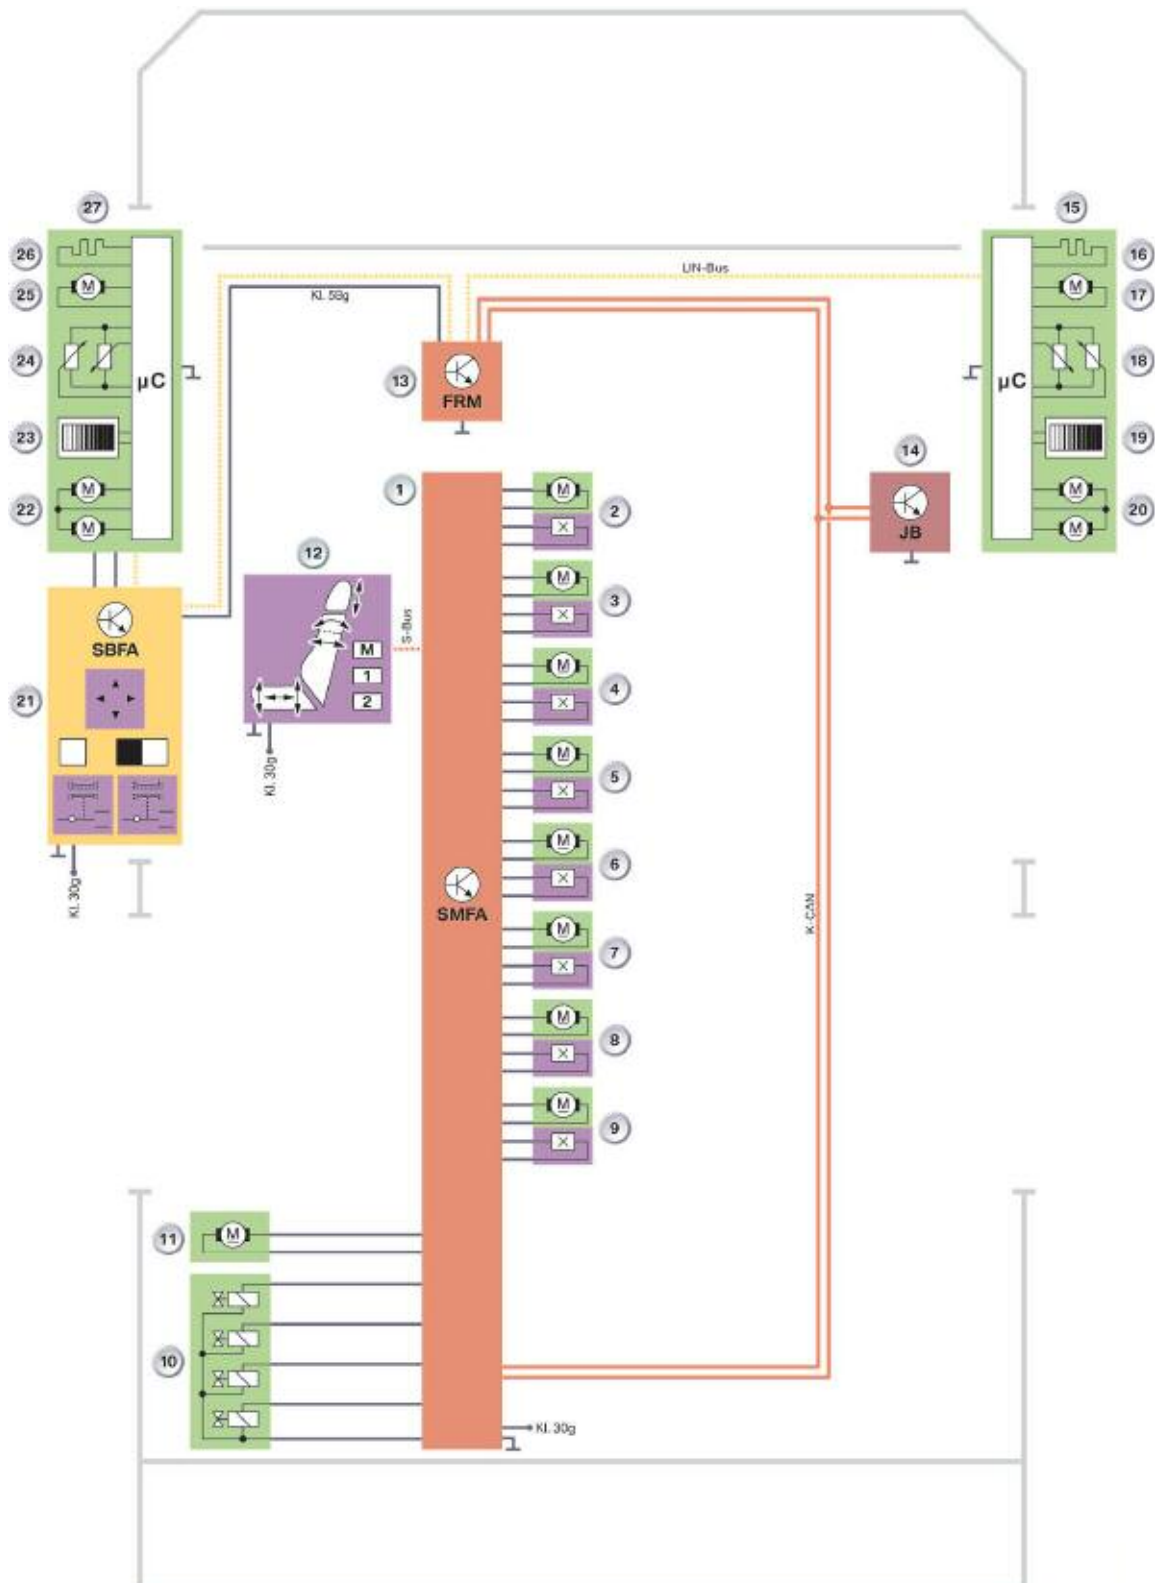 27
15
26
16
LIN-Bus
M
25
Kl. 58g
M
17
24
µC
µC
18
13
FRM
23
19
14
1
M
M
M
2
22
20
M
X
M
JB
12
M
3
X
SBFA
S-Bus
M
M
1
4
21
2
X
Kl. 30g
M
5
X
M
6
Kl. 30g
X
SMFA
K-CAN
M
7
X
M
8
X
M
9
X
11
M
10
Kl. 30g